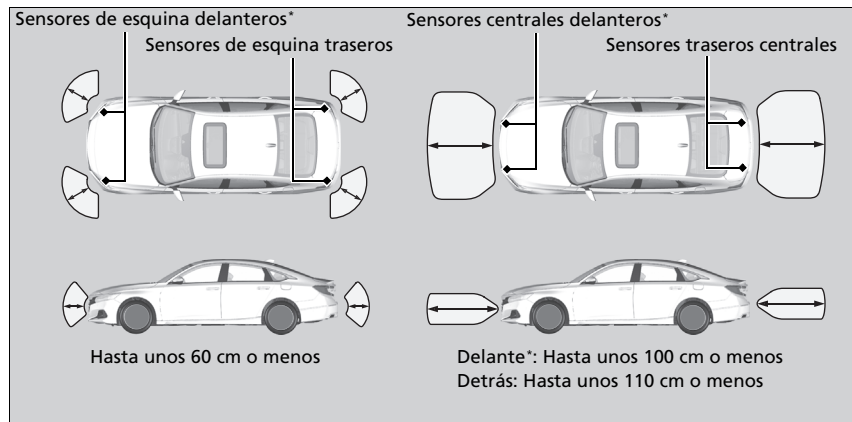 Sensores de esquina delanteros*
Sensores de esquina traseros
Hasta unos 60 cm o menos
Sensores centrales delanteros*
Sensores traseros centrales
Delante*: Hasta unos 100 cm o menos
Detrás: Hasta unos 110 cm o menos